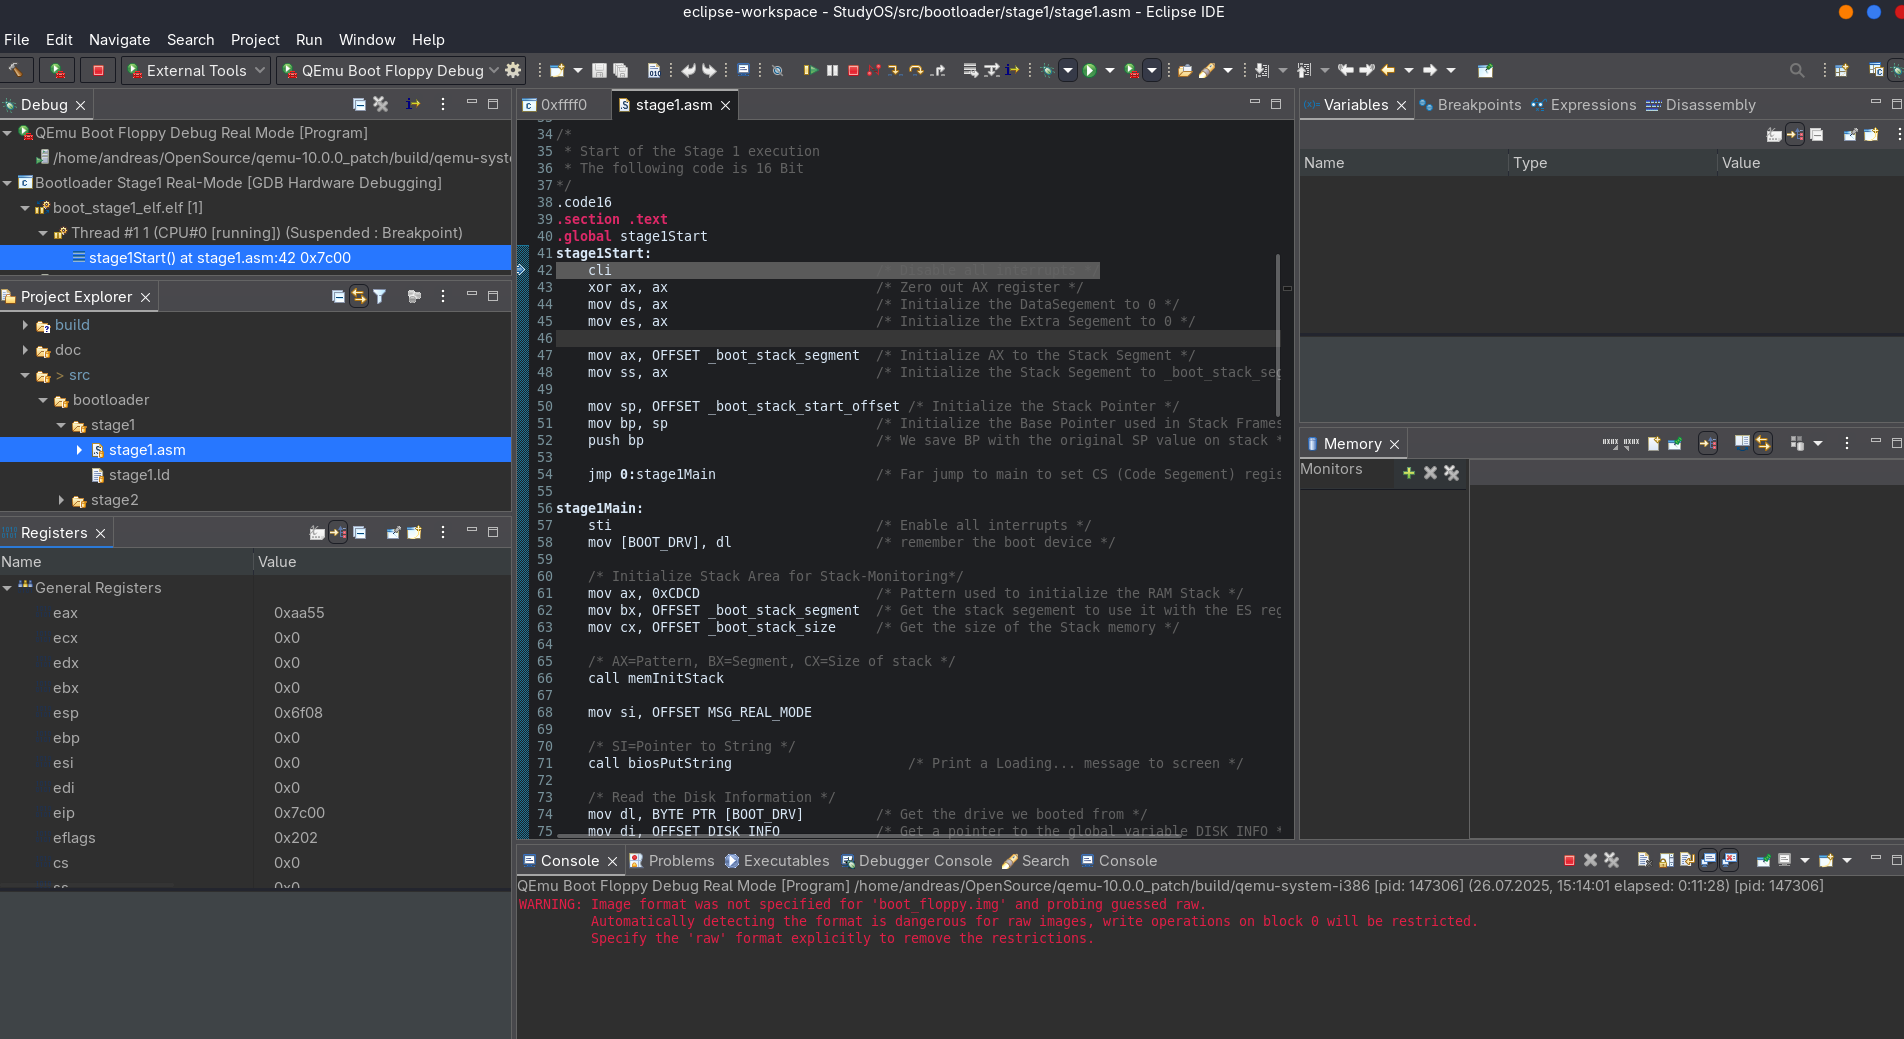 eclipse-workspace - StudyOS/src/bootloader/stage1/stage1.asm - Eclipse IDE
File Edit Navigate Search Project Run Window Help
External Tools QEmu Boot Floppy Debug
Debug
QEmu Boot Floppy Debug Real Mode [Program]
/home/andreas/OpenSource/qemu-10.0.0_patch/build/qemu-syst
Bootloader Stage1 Real-Mode [GDB Hardware Debugging]
boot_stage1_elf.elf [1]
Thread #1 1 (CPU#0 [running]) (Suspended : Breakpoint)
stage1Start() at stage1.asm:42 0x7c00
Project Explorer
build
doc
> src
bootloader
stage1
stage1.asm
stage1.ld
stage2
Registers
Name Value
General Registers
eax 0xaa55
ecx 0x0
edx 0x0
ebx 0x0
esp 0x6f08
ebp 0x0
esi 0x0
edi 0x0
eip 0x7c00
eflags 0x202
cs 0x0
ss 0x0
0xffff0 stage1.asm
34 /*
35 * Start of the Stage 1 execution
36 * The following code is 16 Bit
37 */
38 .code16
39 .section .text
40 .global stage1Start
41 stage1Start:
42 cli /* Disable all interrupts */
43 xor ax, ax /* Zero out AX register */
44 mov ds, ax /* Initialize the DataSegement to 0 */
45 mov es, ax /* Initialize the Extra Segement to 0 */
46
47 mov ax, OFFSET _boot_stack_segment /* Initialize AX to the Stack Segment */
48 mov ss, ax /* Initialize the Stack Segement to _boot_stack_seg
49
50 mov sp, OFFSET _boot_stack_start_offset /* Initialize the Stack Pointer */
51 mov bp, sp /* Initialize the Base Pointer used in Stack Frames
52 push bp /* We save BP with the original SP value on stack *
53
54 jmp 0:stage1Main /* Far jump to main to set CS (Code Segement) regis
55
56 stage1Main:
57 sti /* Enable all interrupts */
58 mov [BOOT_DRV], dl /* remember the boot device */
59
60 /* Initialize Stack Area for Stack-Monitoring*/
61 mov ax, 0xCDCD /* Pattern used to initialize the RAM Stack */
62 mov bx, OFFSET _boot_stack_segment /* Get the stack segement to use it with the ES reg
63 mov cx, OFFSET _boot_stack_size /* Get the size of the Stack memory */
64
65 /* AX=Pattern, BX=Segment, CX=Size of stack */
66 call memInitStack
67
68 mov si, OFFSET MSG_REAL_MODE
69
70 /* SI=Pointer to String */
71 call biosPutString /* Print a Loading... message to screen */
72
73 /* Read the Disk Information */
74 mov dl, BYTE PTR [BOOT_DRV] /* Get the drive we booted from */
75 mov di, OFFSET DISK_INFO /* Get a pointer to the global variable DISK_INFO *
Variables Breakpoints Expressions Disassembly
Name Type Value
Memory
Monitors
Console Problems Executables Debugger Console Search Console
QEmu Boot Floppy Debug Real Mode [Program] /home/andreas/OpenSource/qemu-10.0.0_patch/build/qemu-system-i386 [pid: 147306] (26.07.2025, 15:14:01 elapsed: 0:11:28) [pid: 147306]
WARNING: Image format was not specified for 'boot_floppy.img' and probing guessed raw.
Automatically detecting the format is dangerous for raw images, write operations on block 0 will be restricted.
Specify the 'raw' format explicitly to remove the restrictions.